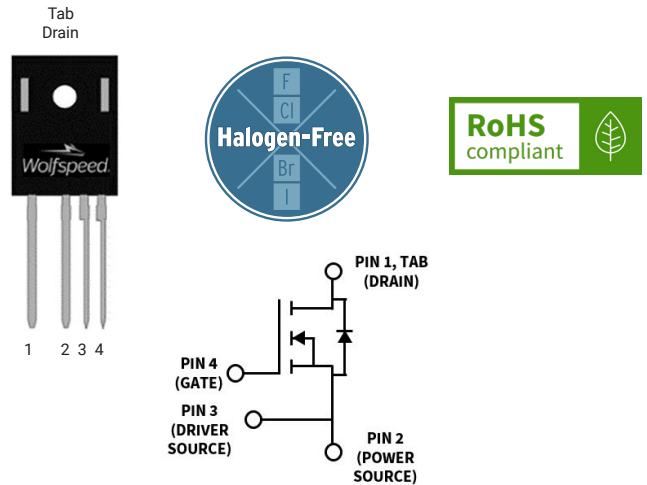 Tab
Drain
Wolfspeed.
1 2 3 4
F
Cl
Halogen-Free
Br
I
RoHS
compliant
PIN 1, TAB
(DRAIN)
PIN 4
(GATE)
PIN 3
(DRIVER
SOURCE)
PIN 2
(POWER
SOURCE)